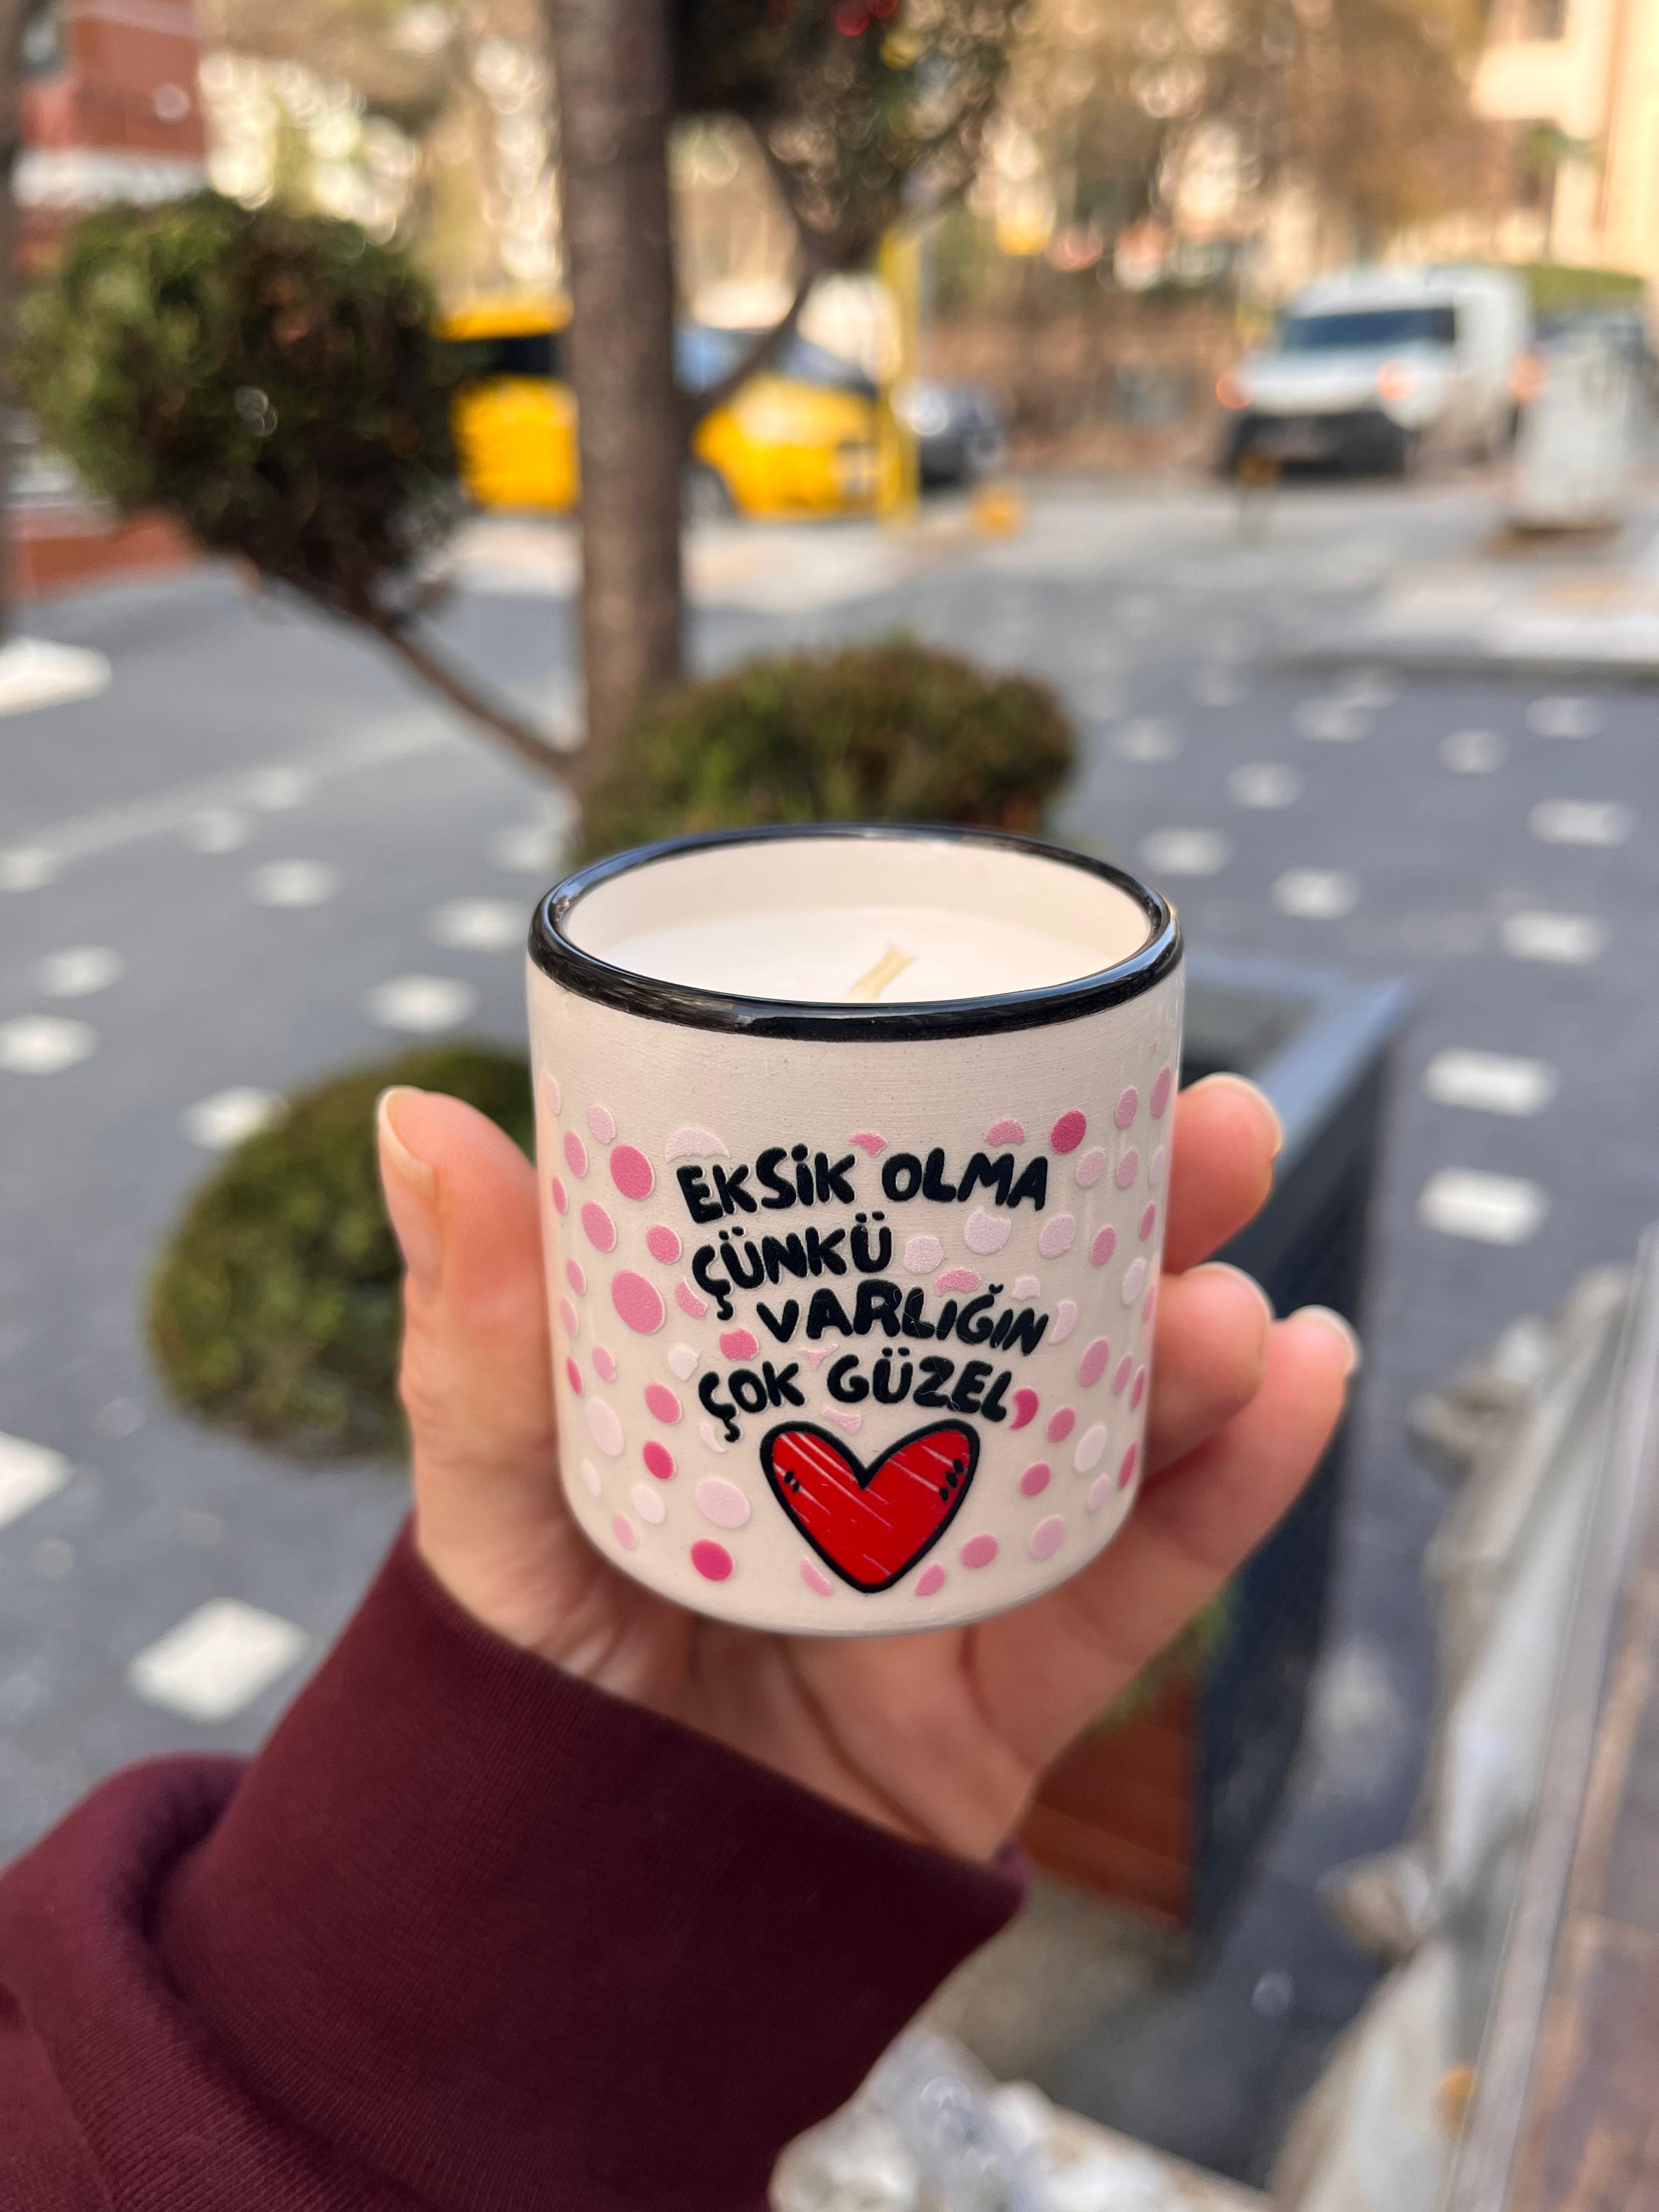 EKSİK OLMA
ÇÜNKÜ
VARLIĞIN
ÇOK GÜZEL